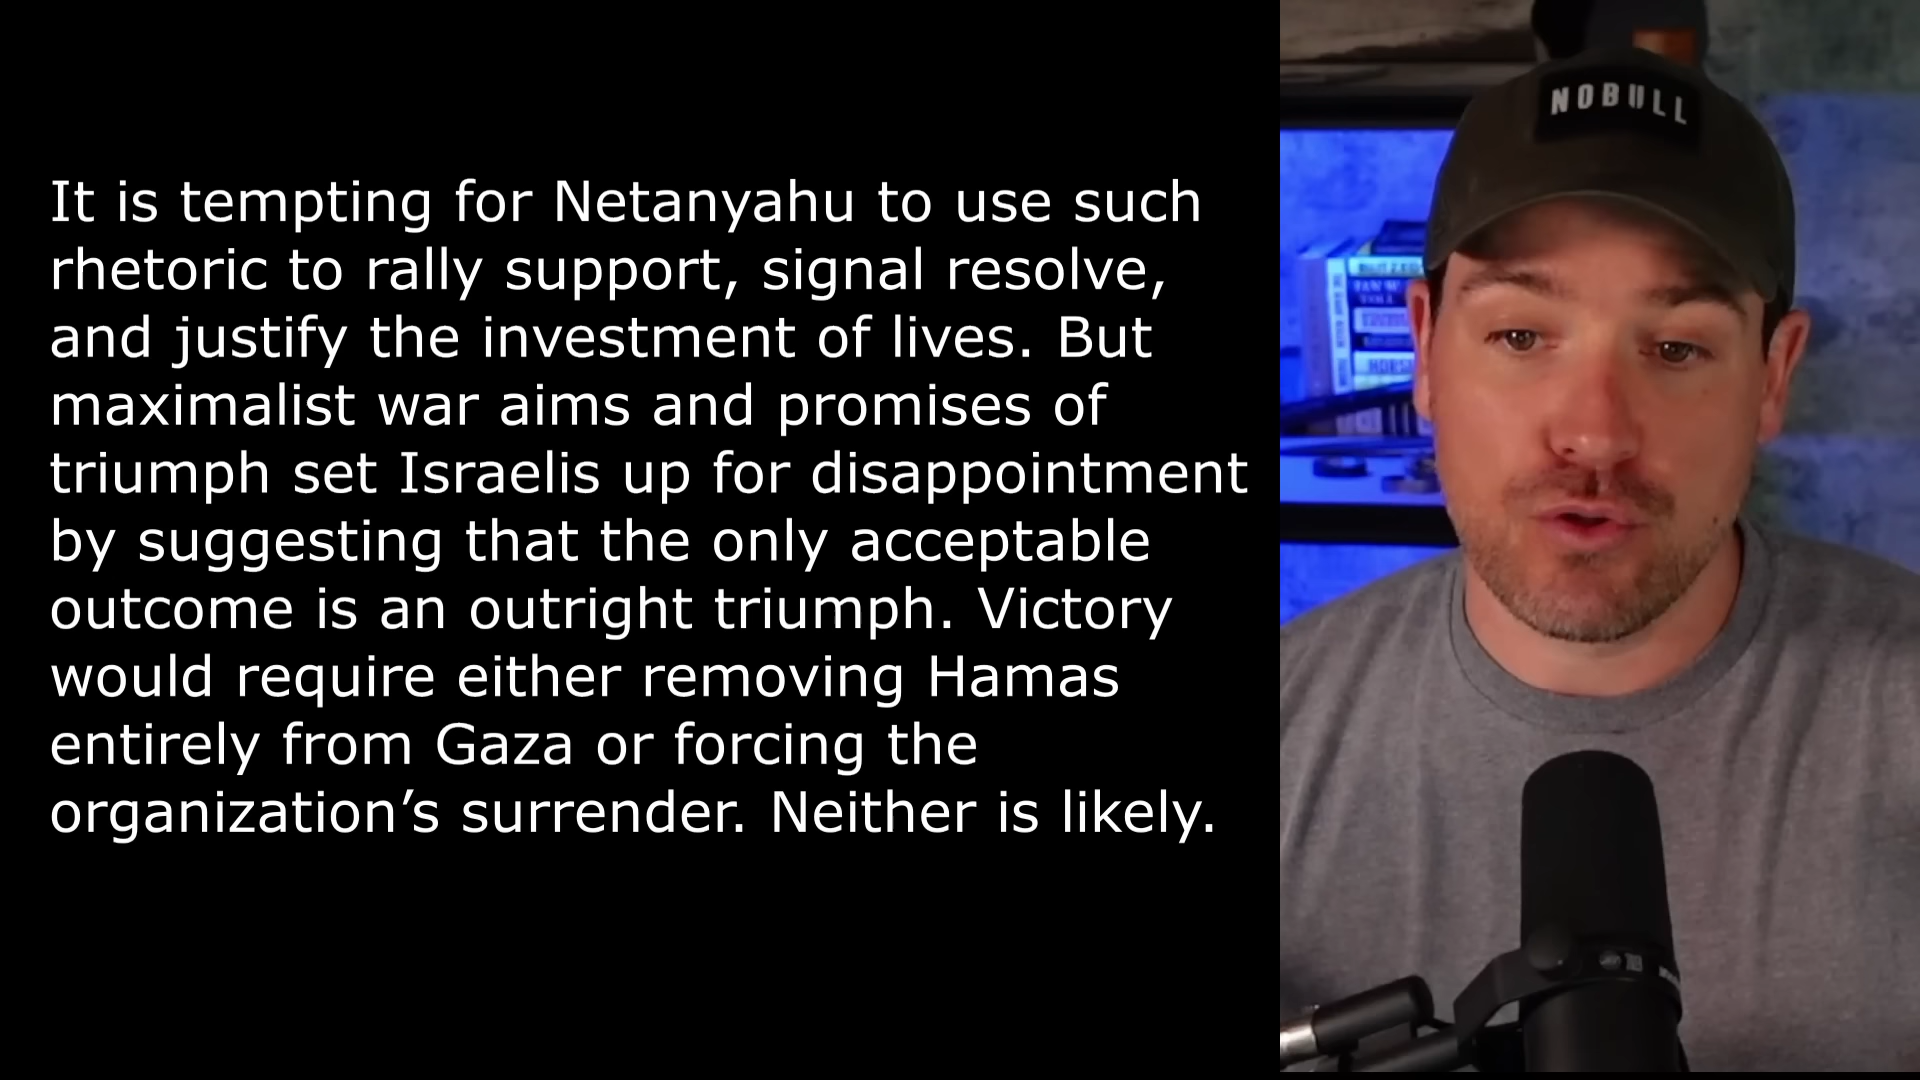 It is tempting for Netanyahu to use such
rhetoric to rally support, signal resolve,
and justify the investment of lives. But
maximalist war aims and promises of
triumph set Israelis up for disappointment
by suggesting that the only acceptable
outcome is an outright triumph. Victory
would require either removing Hamas
entirely from Gaza or forcing the
organization’s surrender. Neither is likely.
NOBULL